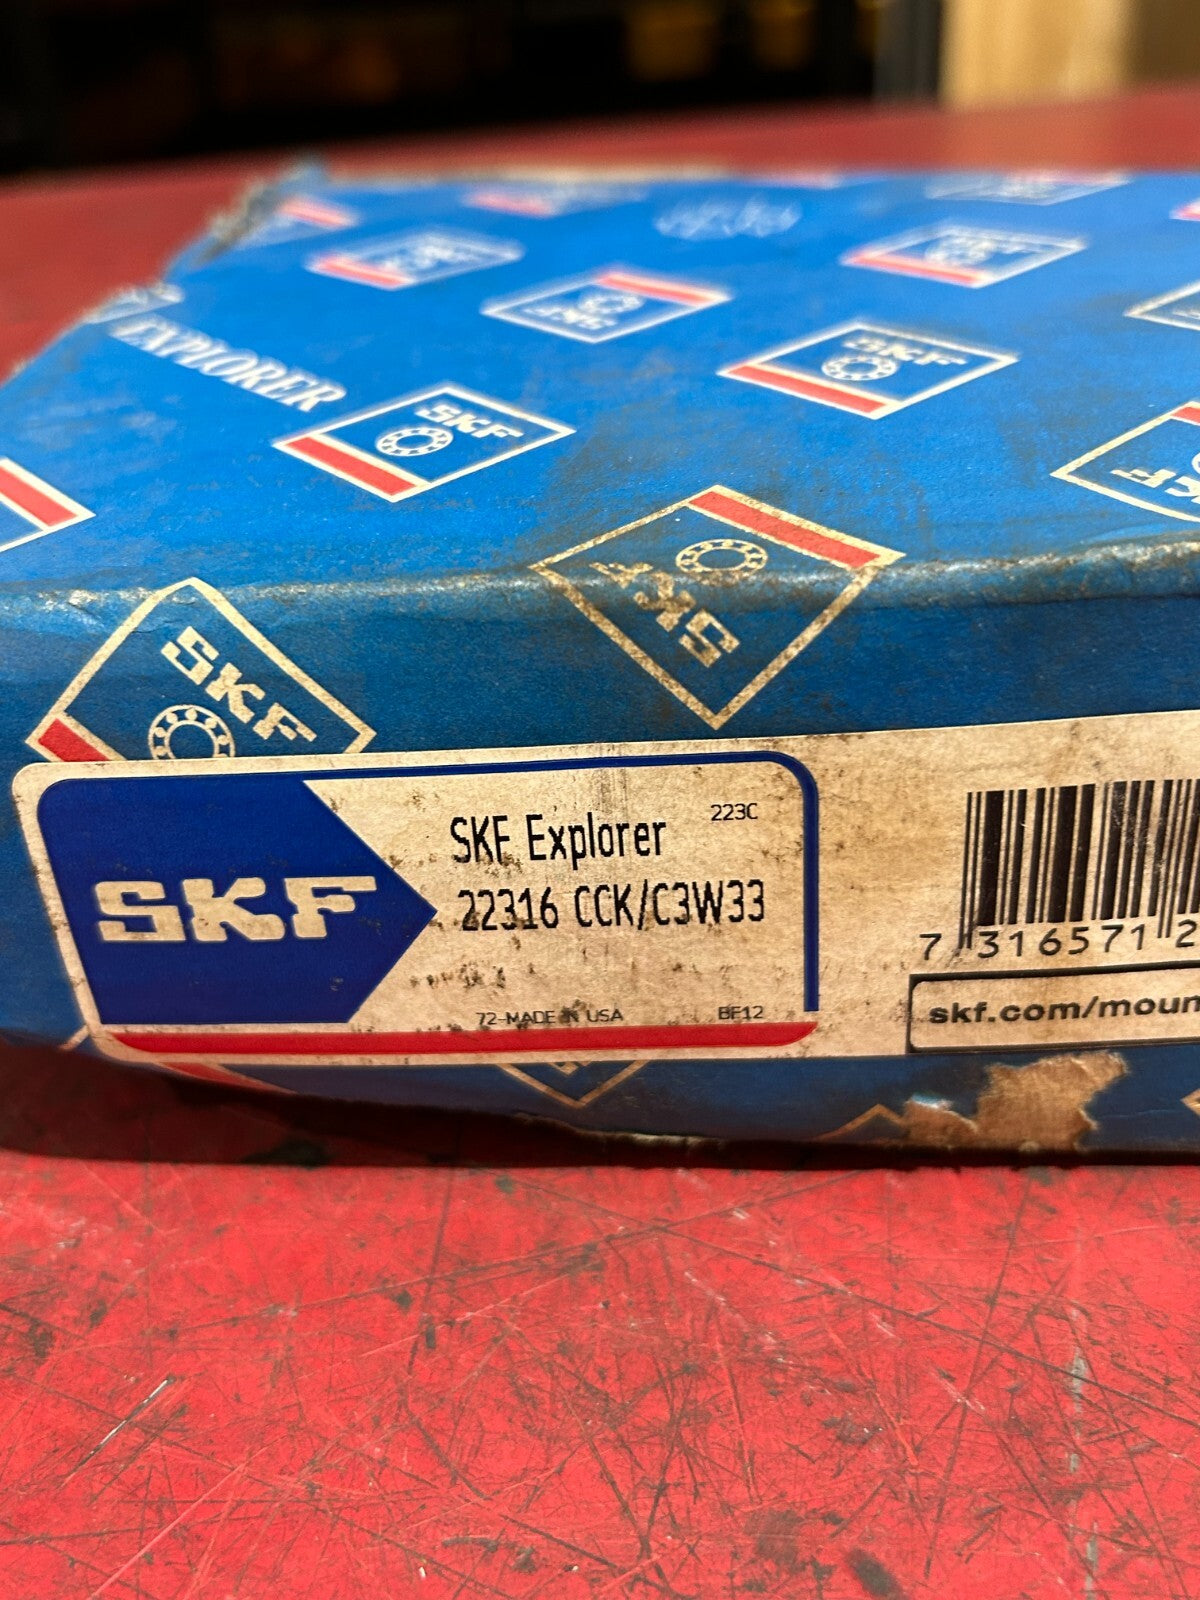 EXPLORER
SKF
SKF
SKF
SKF
SKF
SKF
SKF
SKF Explorer
223C
22316 CCK/C3W33
72-MADE IN USA
BF12
7 316571 2
skf.com/moun